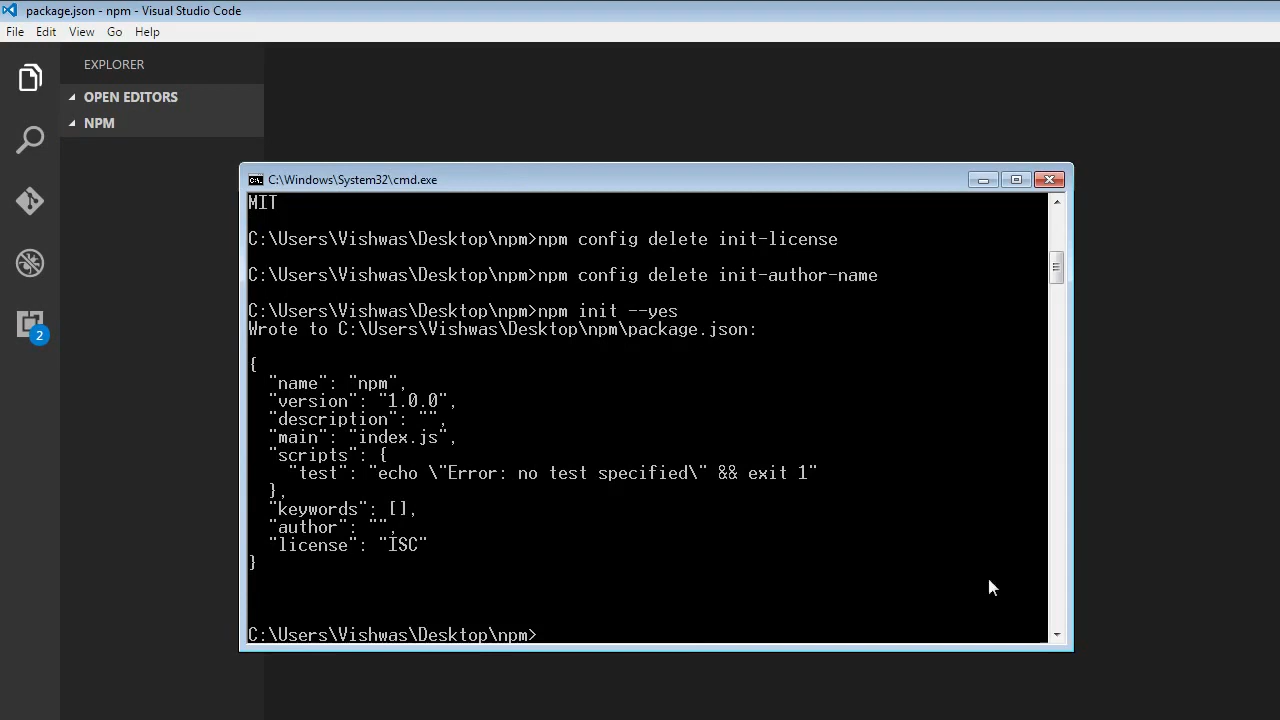 package.json - npm - Visual Studio Code
File Edit View Go Help
EXPLORER
OPEN EDITORS
NPM
2
C:\Windows\System32\cmd.exe
MIT
C:\Users\Vishwas\Desktop\npm>npm config delete init-license
C:\Users\Vishwas\Desktop\npm>npm config delete init-author-name
C:\Users\Vishwas\Desktop\npm>npm init --yes
Wrote to C:\Users\Vishwas\Desktop\npm\package.json:
{
"name": "npm",
"version": "1.0.0",
"description": "",
"main": "index.js",
"scripts": {
"test": "echo \"Error: no test specified\" && exit 1"
},
"keywords": [],
"author": "",
"license": "ISC"
}
C:\Users\Vishwas\Desktop\npm>